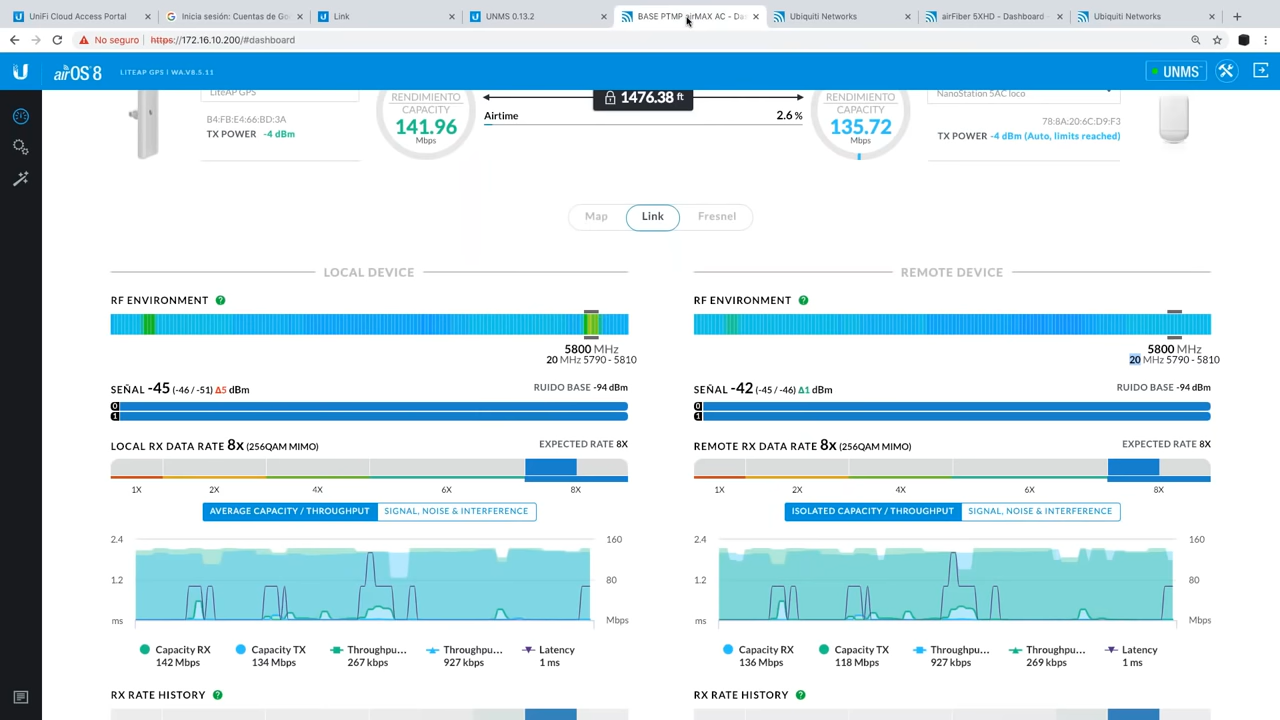 UniFi Cloud Access Portal
Inicia sesión: Cuentas de Go
Link
UNMS 0.13.2
BASE PTMP airMAX AC - Da
Ubiquiti Networks
airFiber 5XHD - Dashboard
Ubiquiti Networks
No seguro
https://172.16.10.200/#dashboard
airOS 8
LITEAP GPS | WA.V8.5.11
UNMS
LiteAP GPS
B4:FB:E4:66:BD:3A
TX POWER -4 dBm
RENDIMIENTO
CAPACITY
141.96
Mbps
1476.38 ft
Airtime 2.6 %
RENDIMIENTO
CAPACITY
135.72
Mbps
NanoStation 5AC loco
78:8A:20:6C:D9:F3
TX POWER -4 dBm (Auto, limits reached)
Map Link Fresnel
LOCAL DEVICE
RF ENVIRONMENT ?
5800 MHz
20 MHz 5790 - 5810
SEÑAL -45 (-46 / -51) Δ5 dBm RUIDO BASE -94 dBm
0
1
LOCAL RX DATA RATE 8x (256QAM MIMO) EXPECTED RATE 8X
1X 2X 4X 6X 8X
AVERAGE CAPACITY / THROUGHPUT SIGNAL, NOISE & INTERFERENCE
2.4 160
1.2 80
ms Mbps
Capacity RX Capacity TX Throughpu... Throughpu... Latency
142 Mbps 134 Mbps 267 kbps 927 kbps 1 ms
RX RATE HISTORY ?
REMOTE DEVICE
RF ENVIRONMENT ?
5800 MHz
20 MHz 5790 - 5810
SEÑAL -42 (-45 / -46) Δ1 dBm RUIDO BASE -94 dBm
0
1
REMOTE RX DATA RATE 8x (256QAM MIMO) EXPECTED RATE 8X
1X 2X 4X 6X 8X
ISOLATED CAPACITY / THROUGHPUT SIGNAL, NOISE & INTERFERENCE
2.4 160
1.2 80
ms Mbps
Capacity RX Capacity TX Throughpu... Throughpu... Latency
136 Mbps 118 Mbps 927 kbps 269 kbps 1 ms
RX RATE HISTORY ?